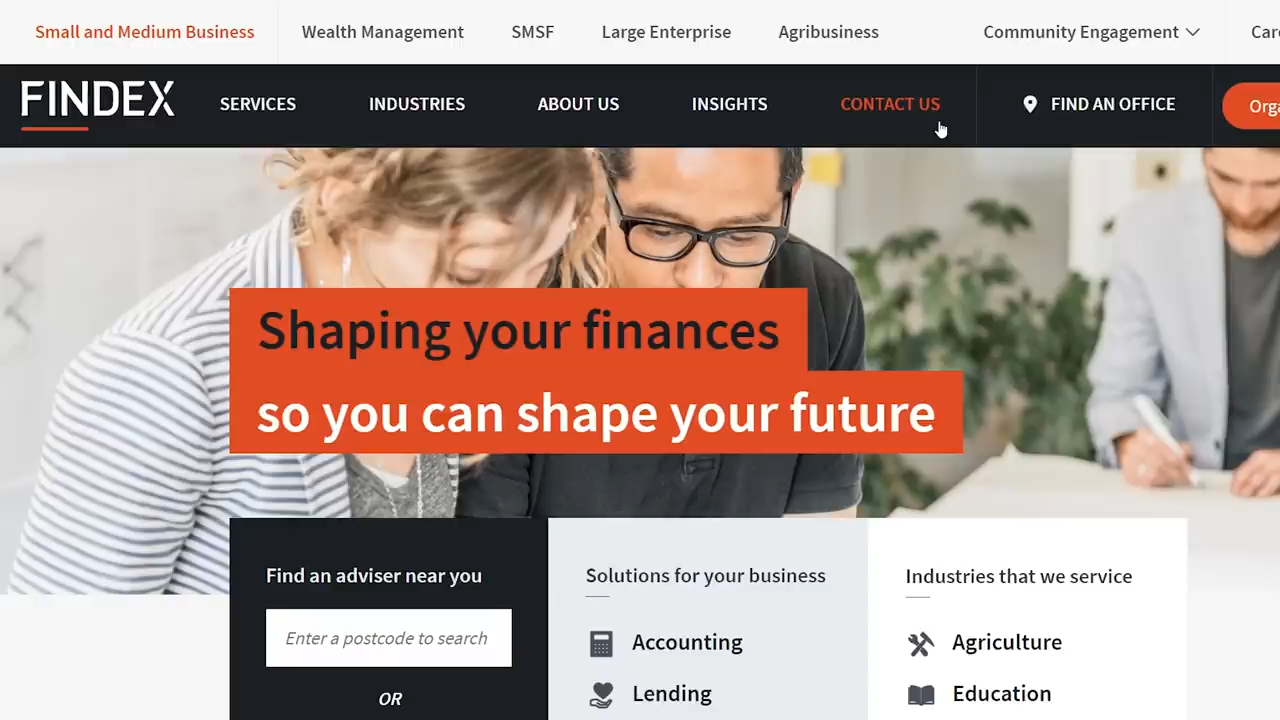 Small and Medium Business Wealth Management SMSF Large Enterprise Agribusiness Community Engagement
FINDEX SERVICES INDUSTRIES ABOUT US INSIGHTS CONTACT US FIND AN OFFICE
Shaping your finances
so you can shape your future
Find an adviser near you Solutions for your business Industries that we service
Enter a postcode to search Accounting Agriculture
OR Lending Education